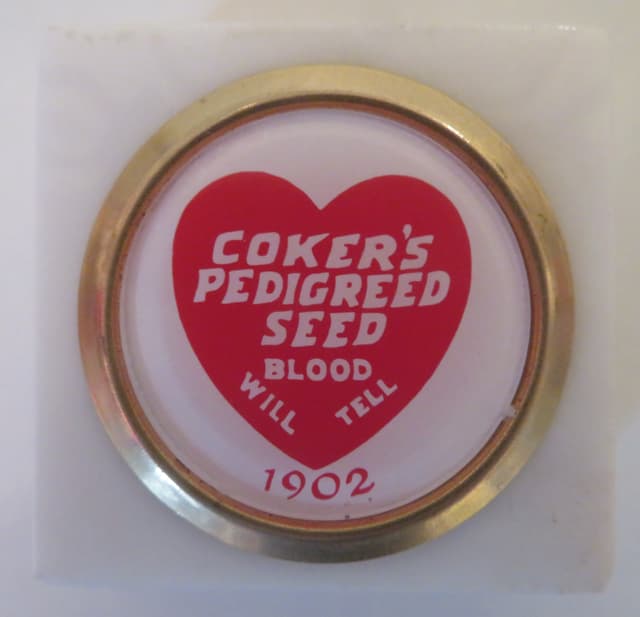 COKER'S
PEDIGREED
SEED
BLOOD
WILL TELL
1902